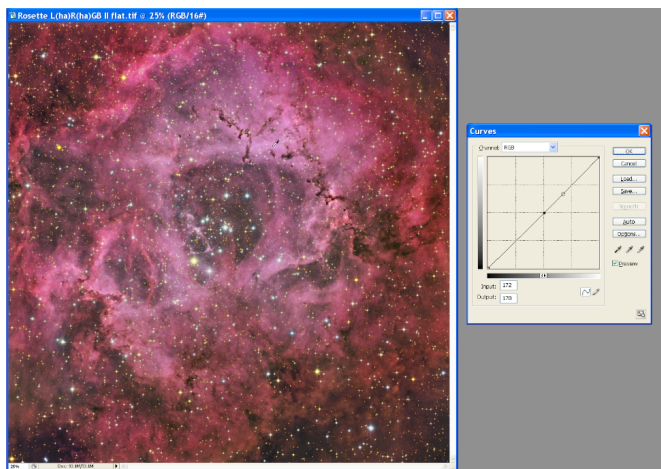 Rosette L(ha)R(ha)GB II flat.tif @ 25% (RGB/16#)
Curves
Channel: RGB
OK
Cancel
Load...
Save...
Smooth
Auto
Options...
Preview
Input: 172
Output: 178